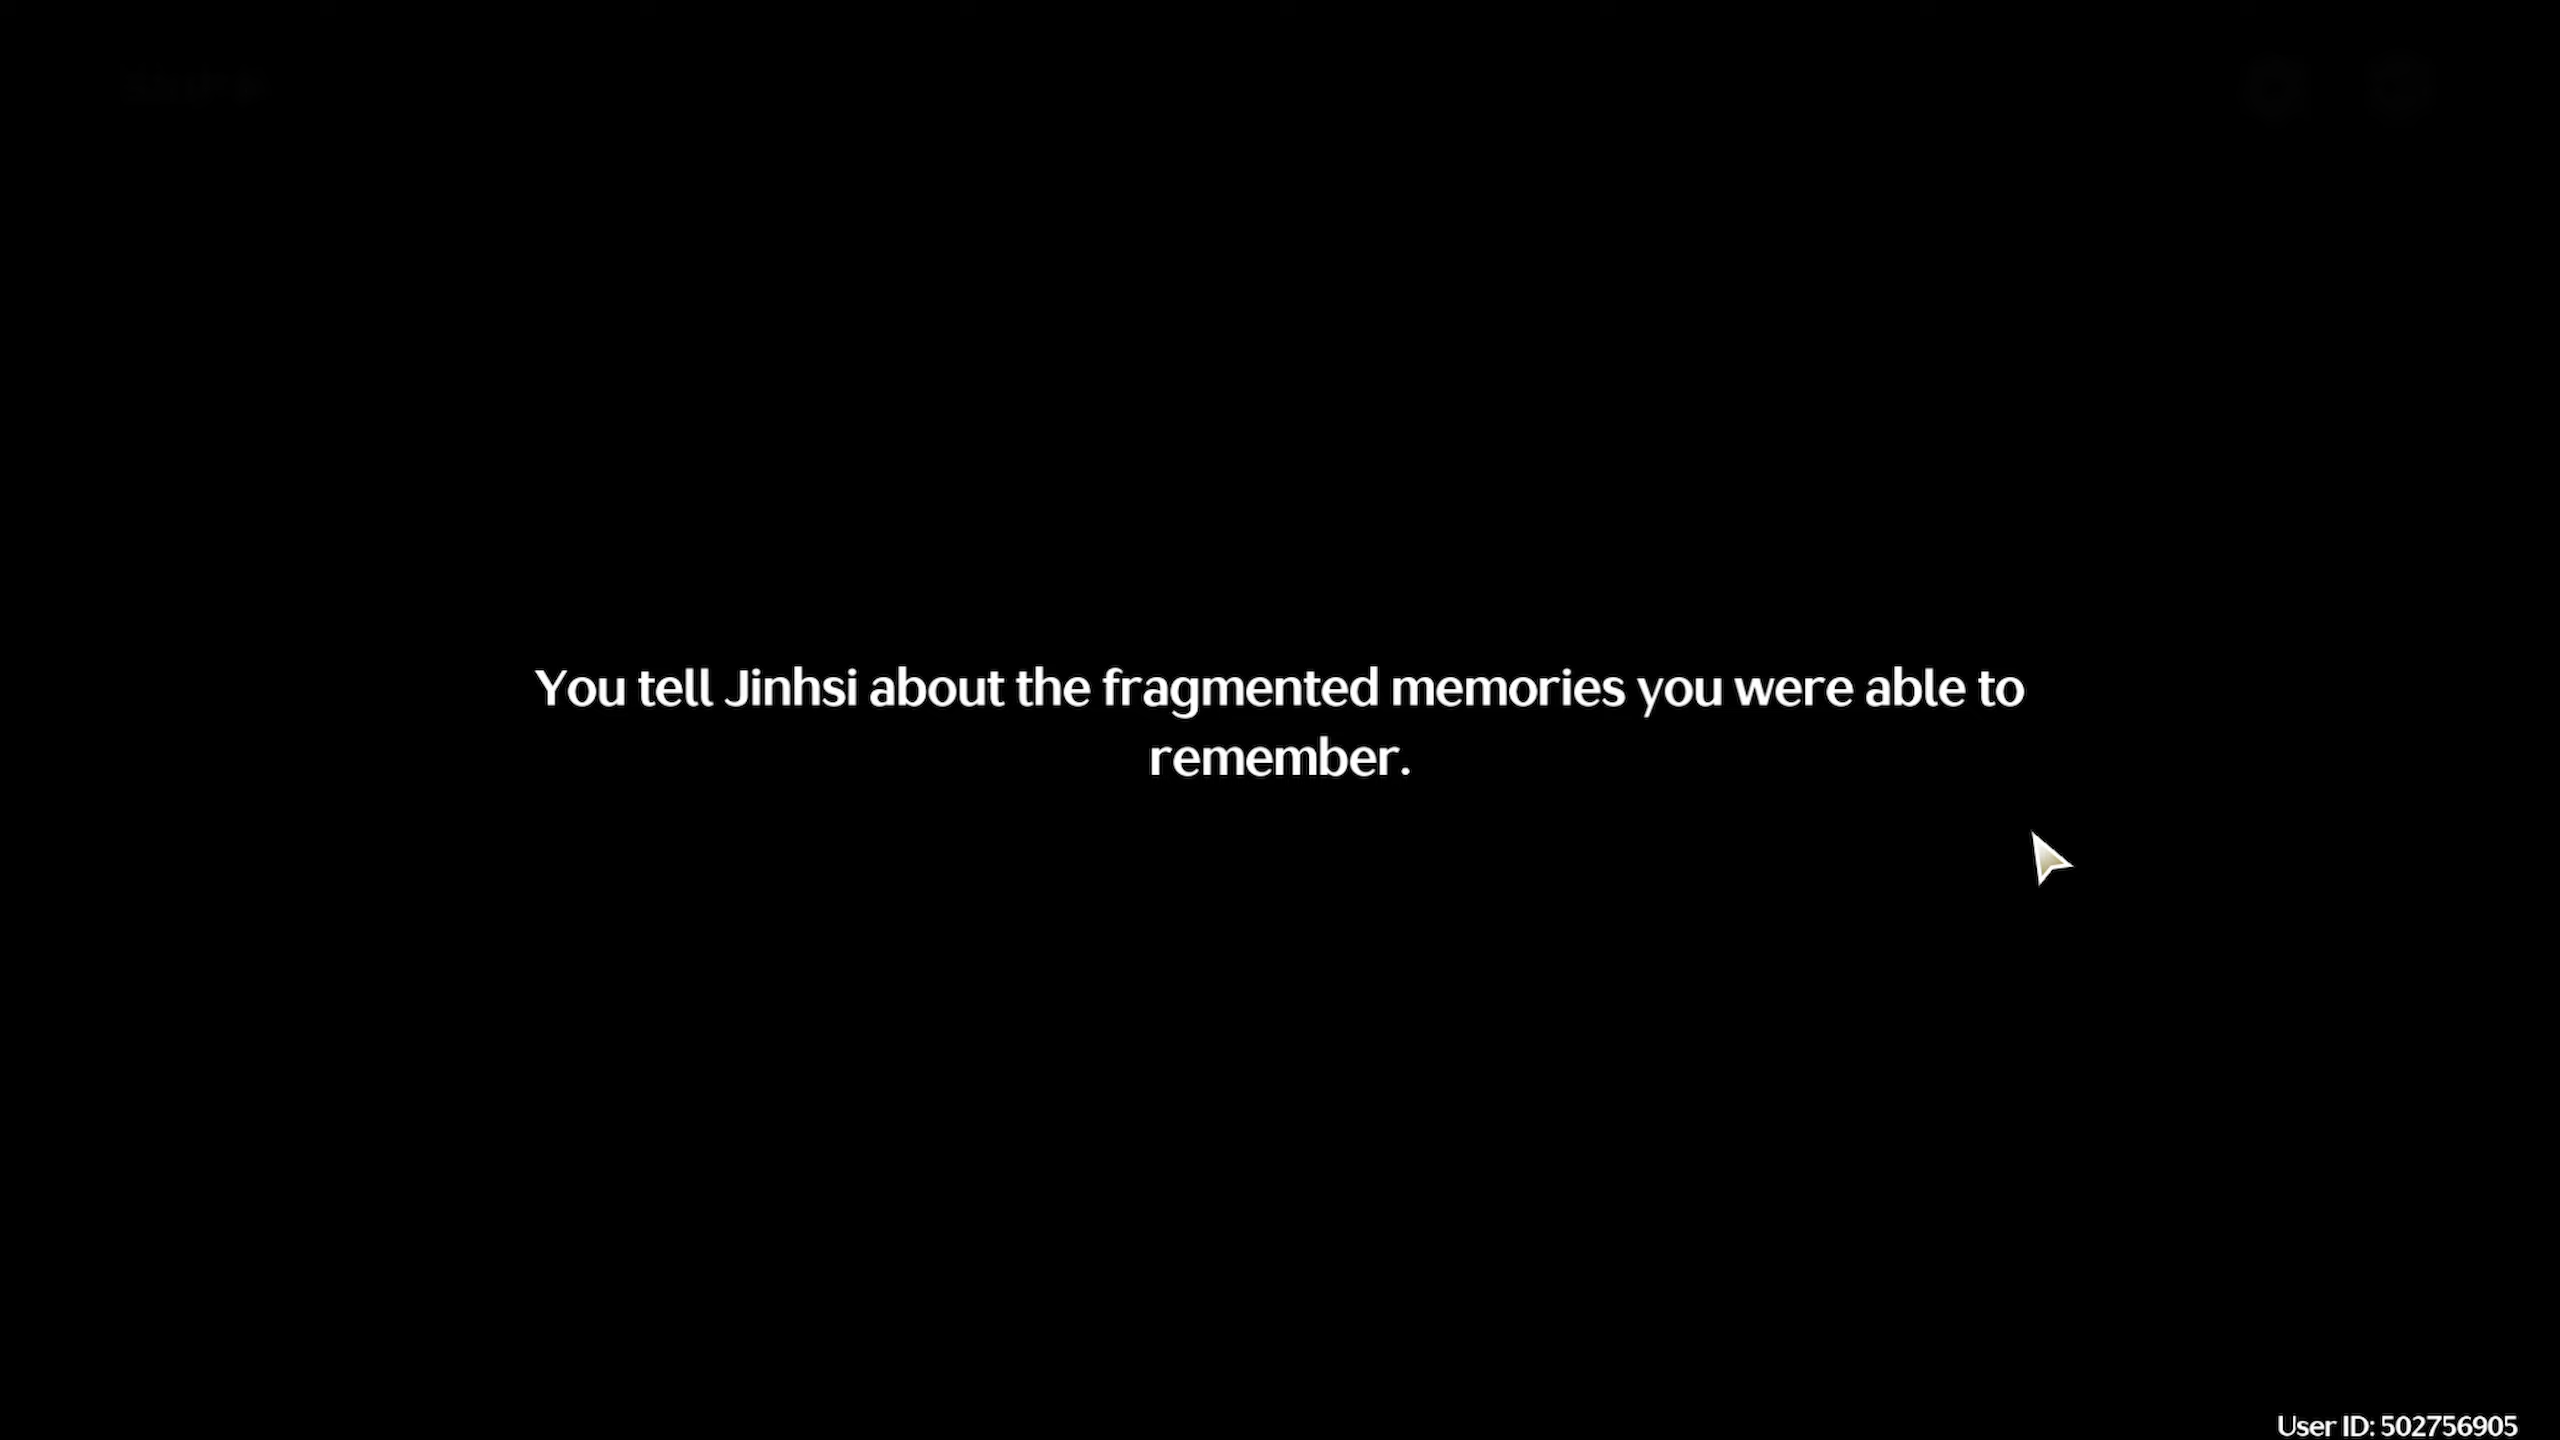 You tell Jinhsi about the fragmented memories you were able to
remember.
User ID: 502756905